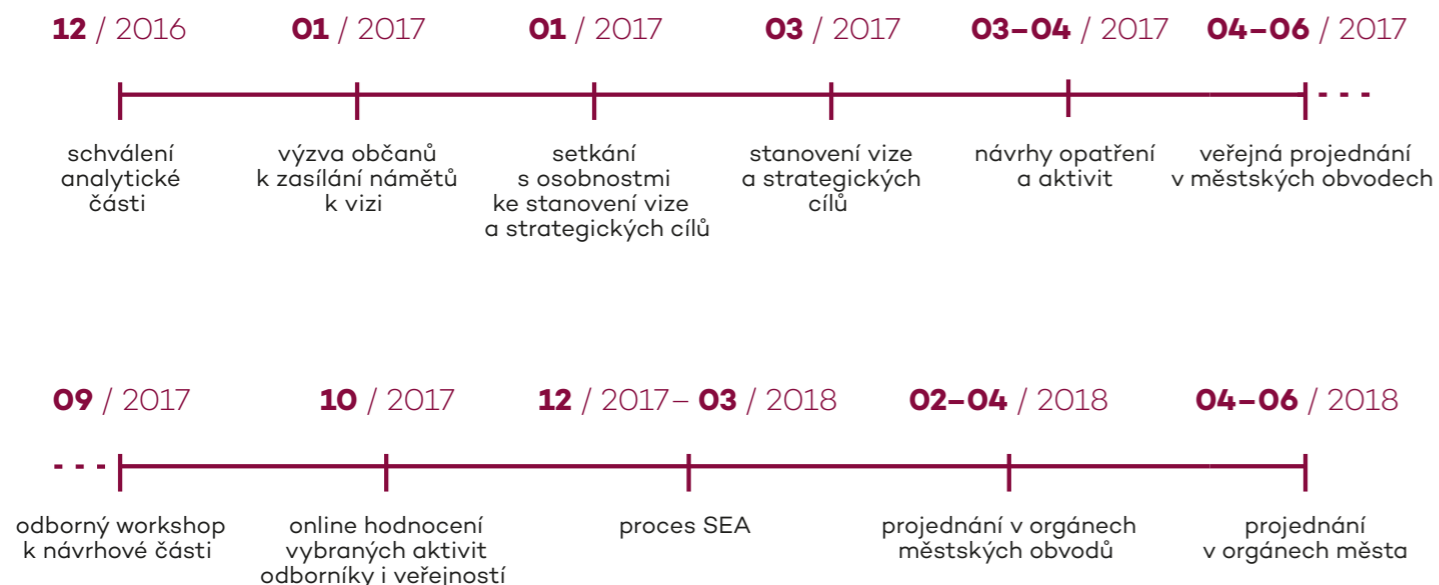 12 / 2016
01 / 2017
01 / 2017
03 / 2017
03–04 / 2017
04–06 / 2017
schválení
analytické
části
výzva občanů
k zasílání námětů
k vizi
setkání
s osobnostmi
ke stanovení vize
a strategických cílů
stanovení vize
a strategických
cílů
návrhy opatření
a aktivit
veřejná projednání
v městských obvodech
09 / 2017
10 / 2017
12 / 2017– 03 / 2018
02–04 / 2018
04–06 / 2018
odborný workshop
k návrhové části
online hodnocení
vybraných aktivit
odborníky i veřejností
proces SEA
projednání v orgánech
městských obvodů
projednání
v orgánech města